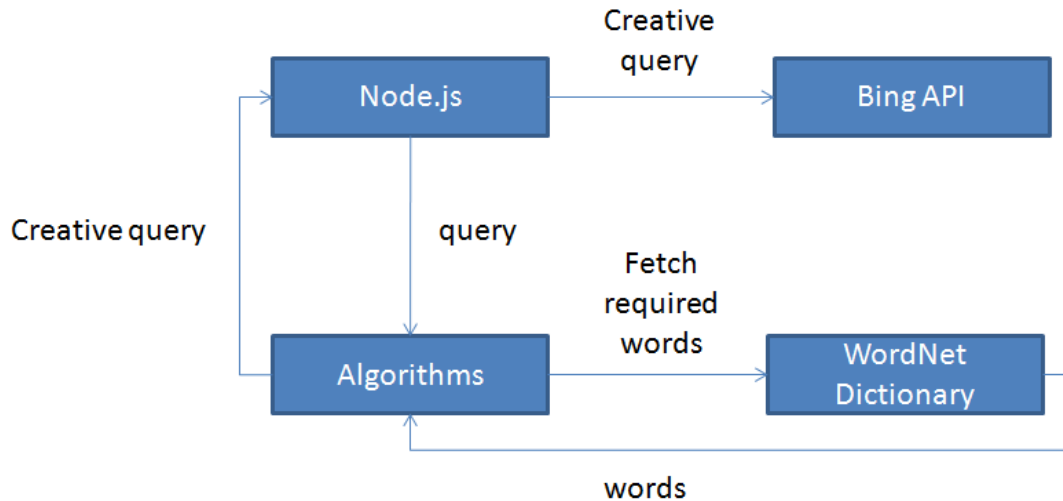 Creative
query
Node.js
Bing API
Creative query
query
Fetch
required
words
Algorithms
WordNet
Dictionary
words